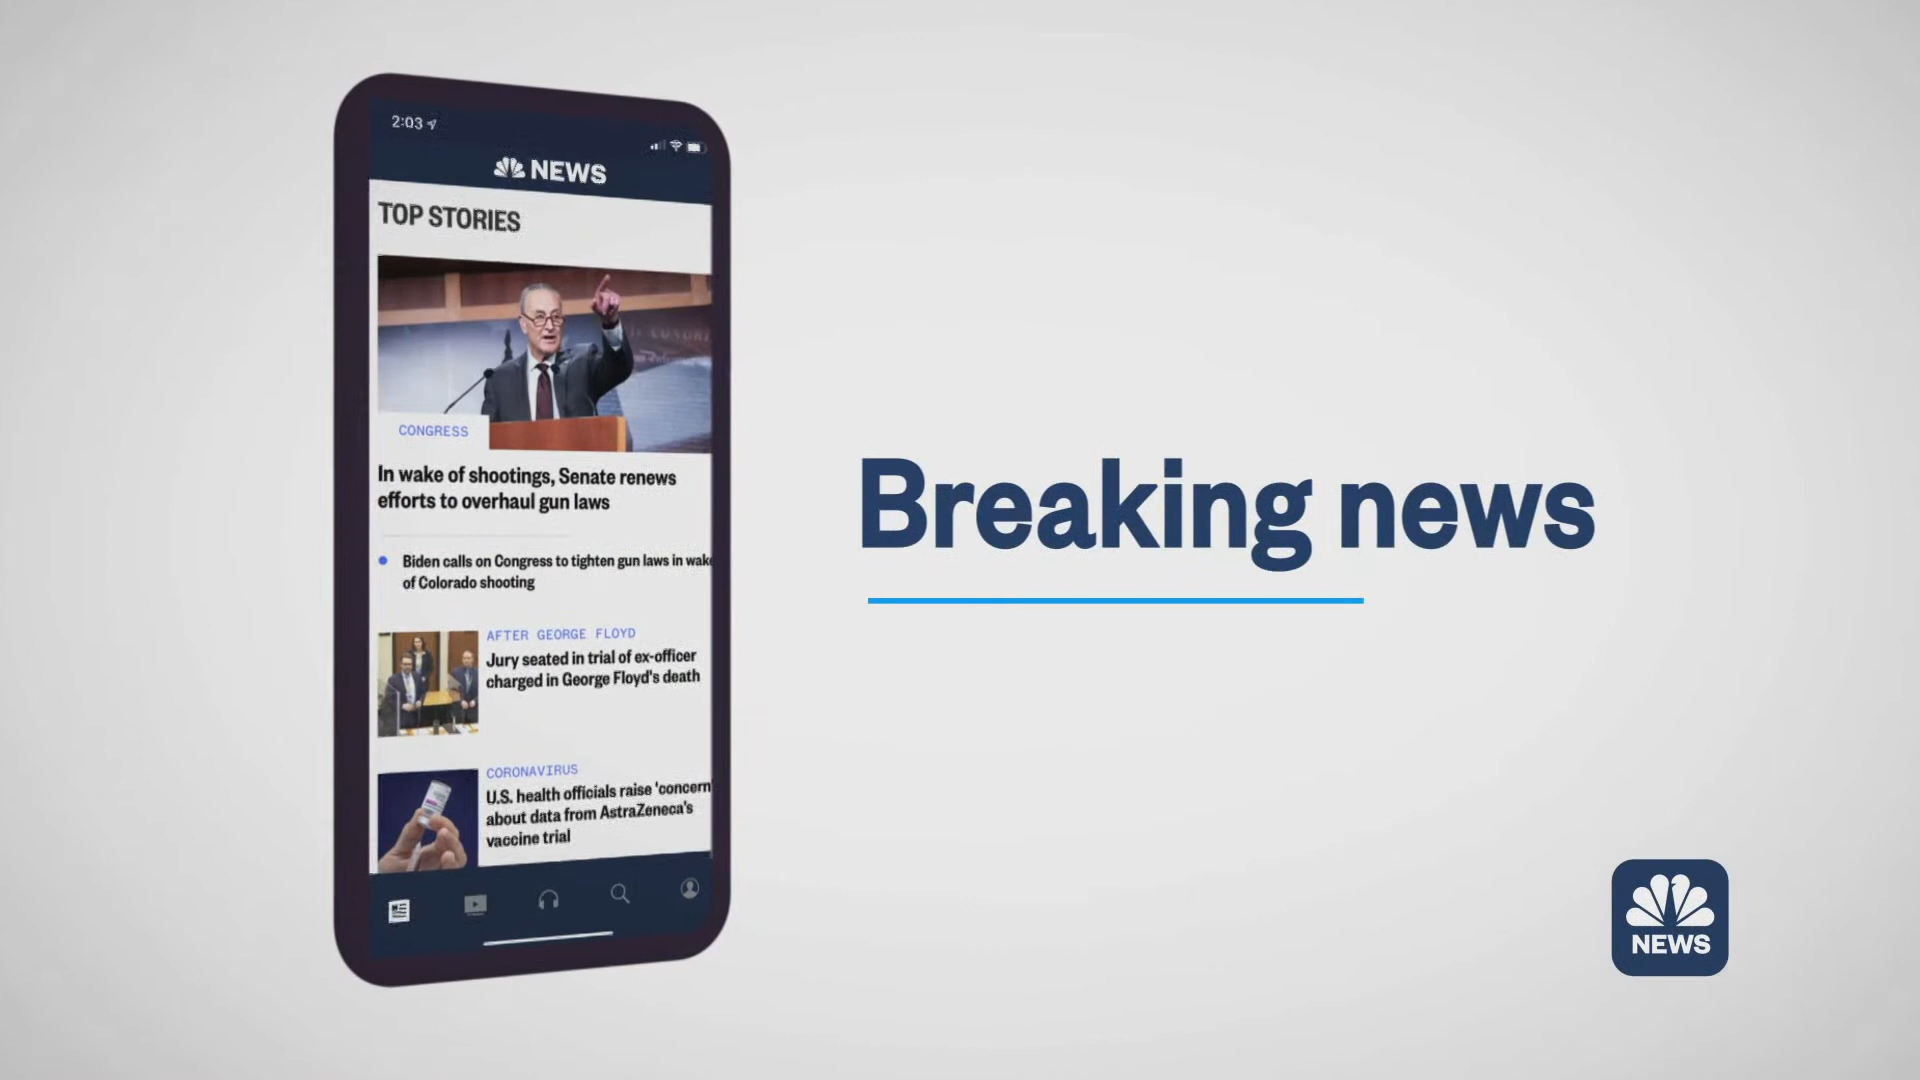 2:03
NEWS
TOP STORIES
CONGRESS
In wake of shootings, Senate renews
efforts to overhaul gun laws
Biden calls on Congress to tighten gun laws in wake
of Colorado shooting
AFTER GEORGE FLOYD
Jury seated in trial of ex-officer
charged in George Floyd's death
CORONAVIRUS
U.S. health officials raise 'concern'
about data from AstraZeneca's
vaccine trial
Breaking news
NEWS